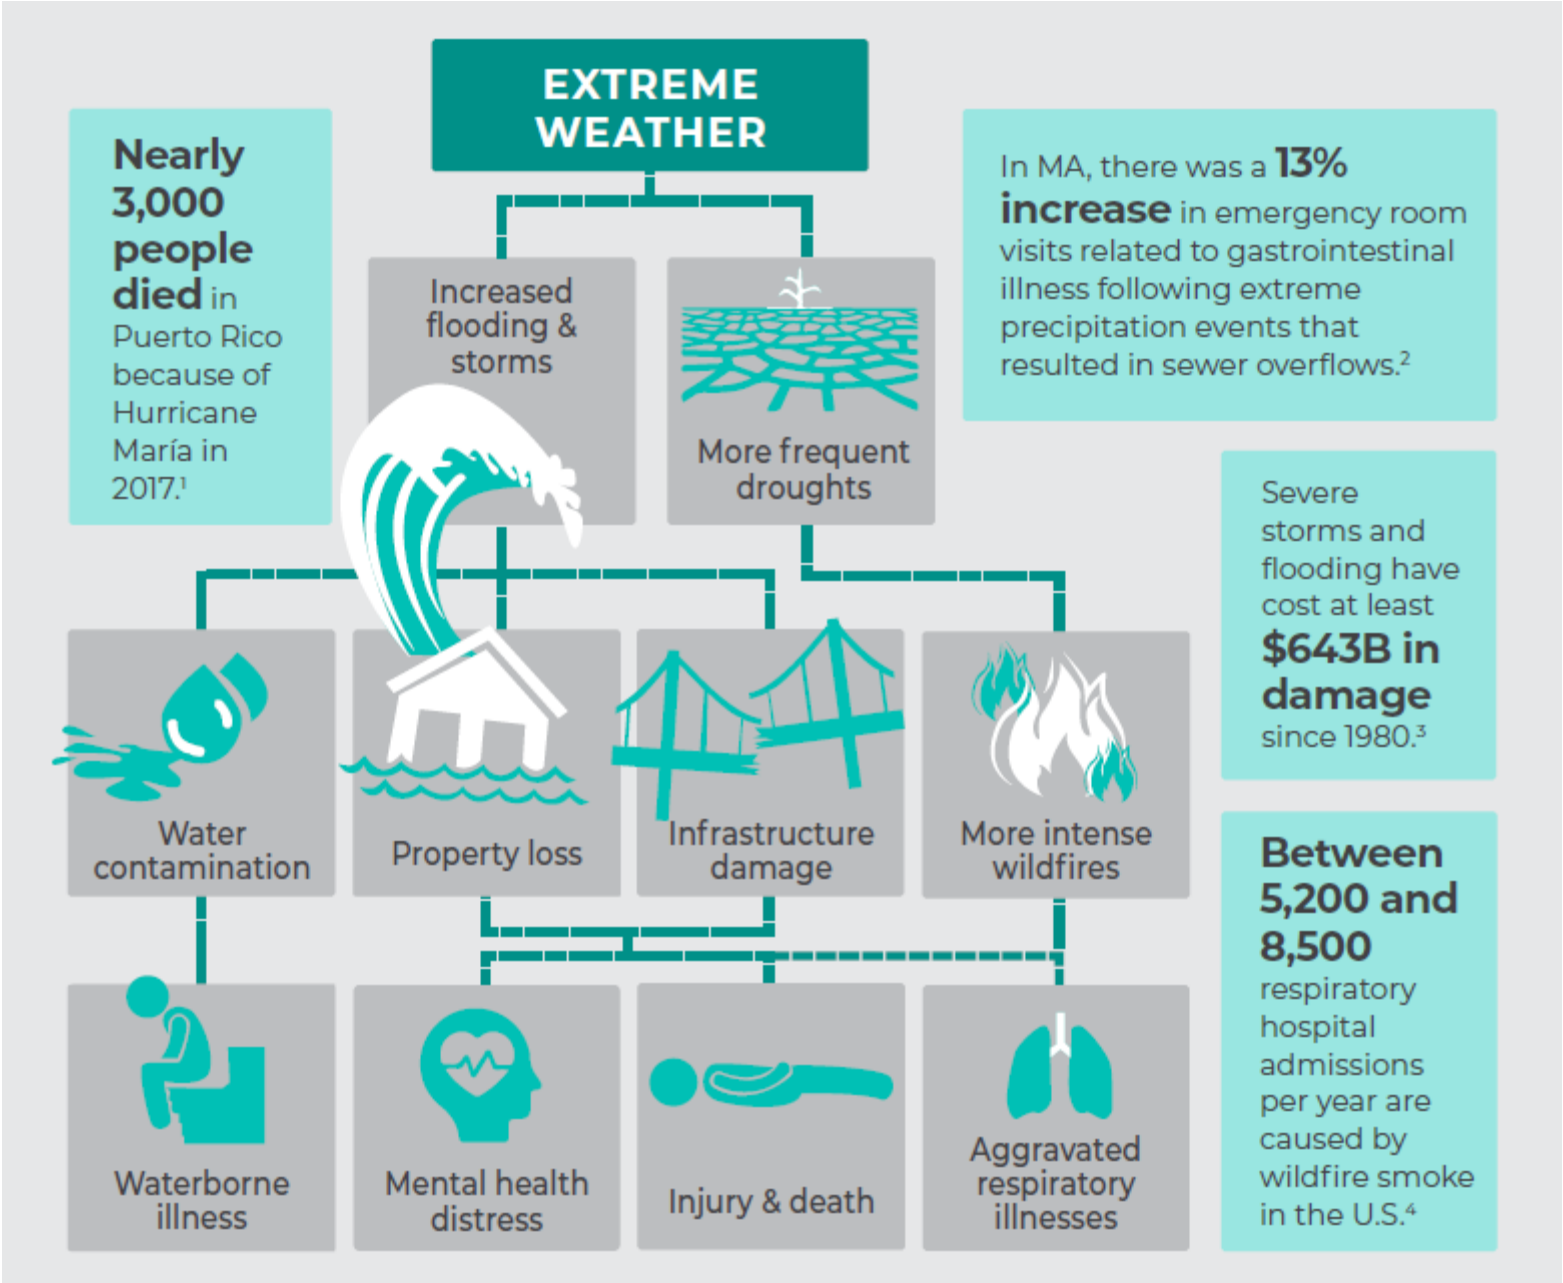 EXTREME
WEATHER
Nearly
3,000
people
died in
Puerto Rico
because of
Hurricane
María in
2017.¹
In MA, there was a 13%
increase in emergency room
visits related to gastrointestinal
illness following extreme
precipitation events that
resulted in sewer overflows.²
Increased
flooding &
storms
More frequent
droughts
Severe
storms and
flooding have
cost at least
$643B in
damage
since 1980.³
Water
contamination
Property loss
Infrastructure
damage
More intense
wildfires
Between
5,200 and
8,500
respiratory
hospital
admissions
per year are
caused by
wildfire smoke
in the U.S.⁴
Waterborne
illness
Mental health
distress
Injury & death
Aggravated
respiratory
illnesses